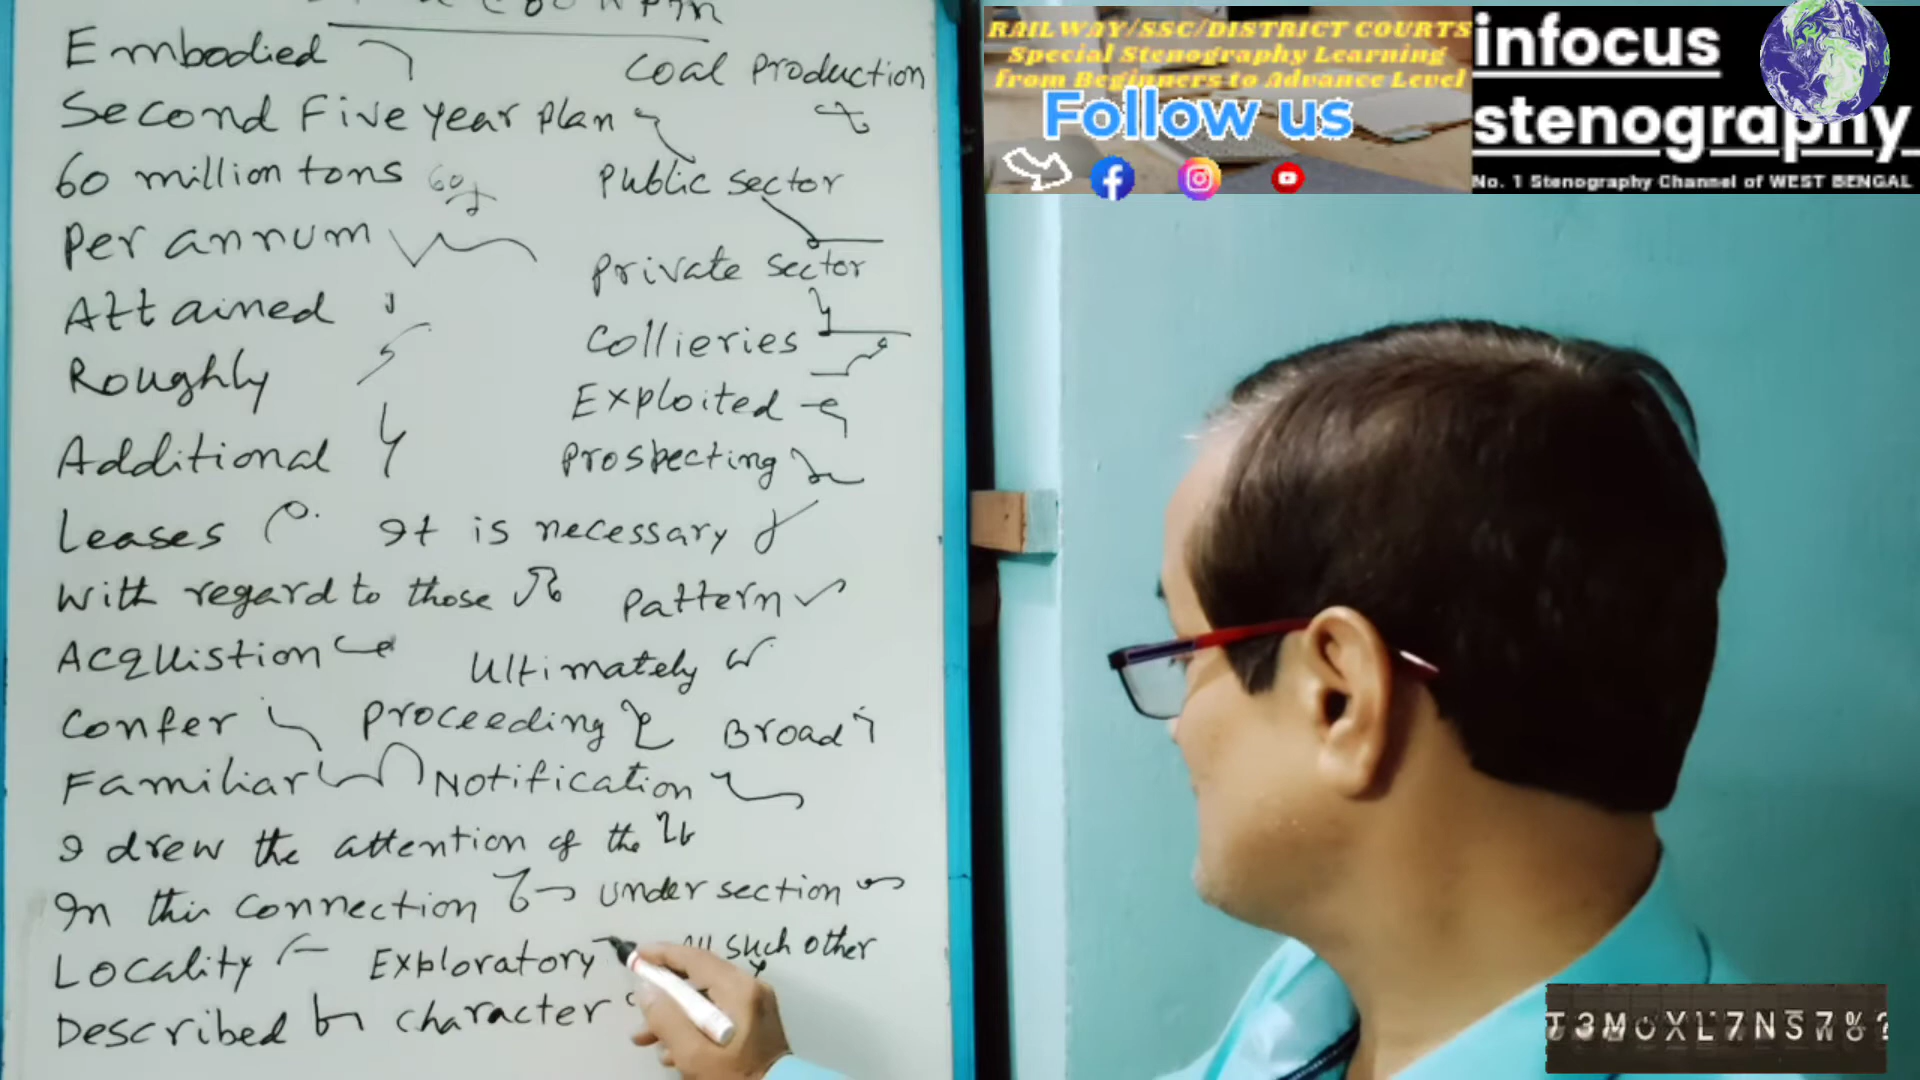 Embodied
Coal Production
Second Five year plan
60 million tons 60
Public sector
Per annum
Private sector
Attained
Collieries
Roughly
Exploited
Additional
Prospecting
Leases It is necessary
With regard to those Pattern
Acquistion Ultimately
Confer Proceeding Broad
Familiar Notification
I drew the attention of the
In this connection under section
Locality Exploratory such other
Described character
RAILWAY/SSC/DISTRICT COURTS
Special Stenography Learning
from Beginners to Advance Level
Follow us
infocus
stenography
No. 1 Stenography Channel of WEST BENGAL